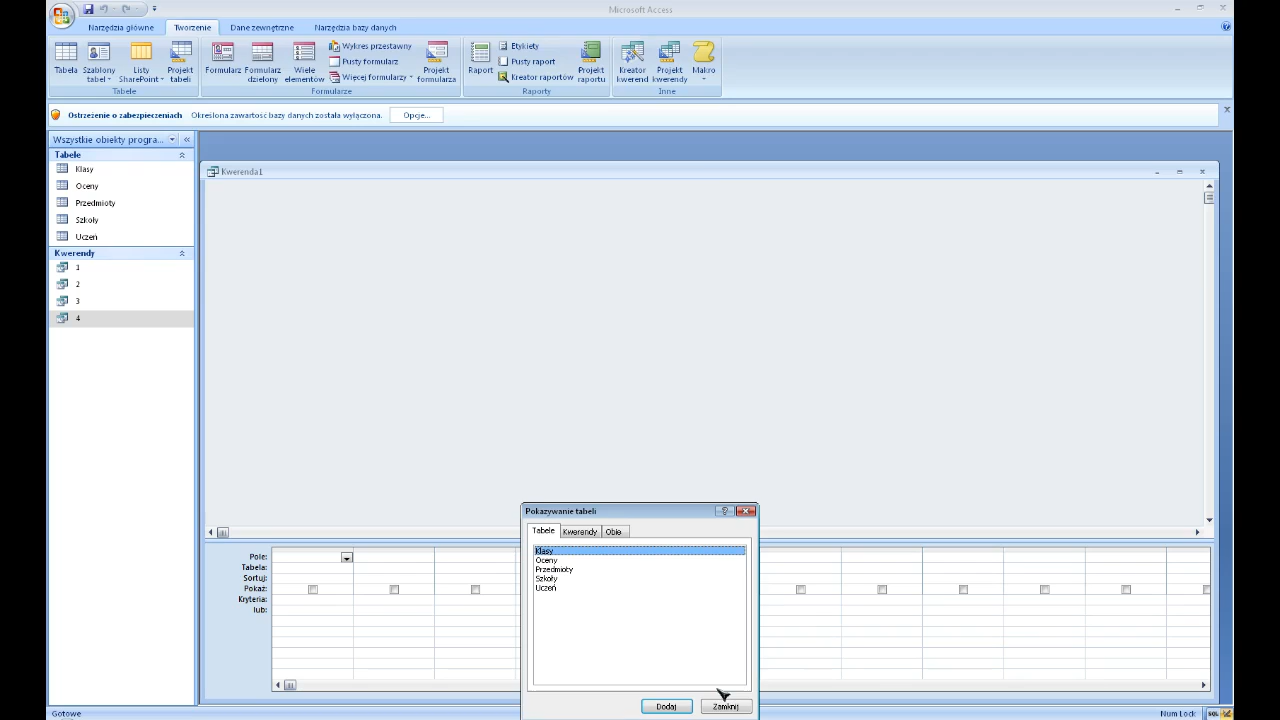 Microsoft Access
Narzędzia główne Tworzenie Dane zewnętrzne Narzędzia bazy danych
Tabela
Szablony tabel
Listy SharePoint
Projekt tabeli
Tabele
Formularz
Formularz dzielony
Wiele elementów
Wykres przestawny
Pusty formularz
Więcej formularzy
Projekt formularza
Formularze
Raport
Etykiety
Pusty raport
Kreator raportów
Projekt raportu
Raporty
Kreator kwerend
Projekt kwerendy
Makro
Inne
Ostrzeżenie o zabezpieczeniach Określona zawartość bazy danych została wyłączona. Opcje...
Wszystkie obiekty progra...
Tabele
Klasy
Oceny
Przedmioty
Szkoły
Uczeń
Kwerendy
1
2
3
4
Kwerenda1
Pole:
Tabela:
Sortuj:
Pokaż:
Kryteria:
lub:
Pokazywanie tabeli
Tabele Kwerendy Obie
Klasy
Oceny
Przedmioty
Szkoły
Uczeń
Dodaj Zamknij
Gotowe Num Lock SQL